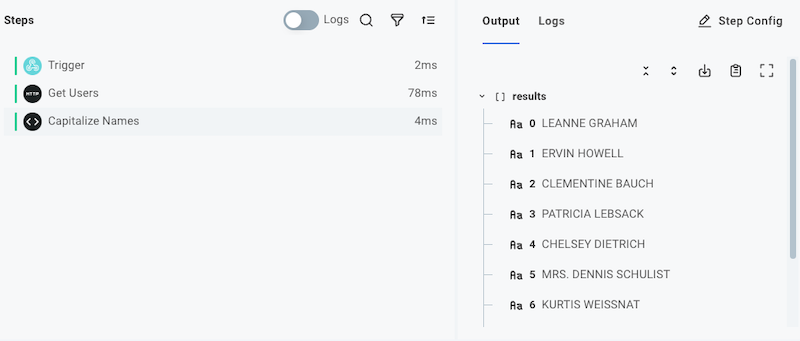 Steps
Logs
Trigger
2ms
HTTP
Get Users
78ms
Capitalize Names
4ms
Output
Logs
Step Config
[] results
Aa 0 LEANNE GRAHAM
Aa 1 ERVIN HOWELL
Aa 2 CLEMENTINE BAUCH
Aa 3 PATRICIA LEBSACK
Aa 4 CHELSEY DIETRICH
Aa 5 MRS. DENNIS SCHULIST
Aa 6 KURTIS WEISSNAT